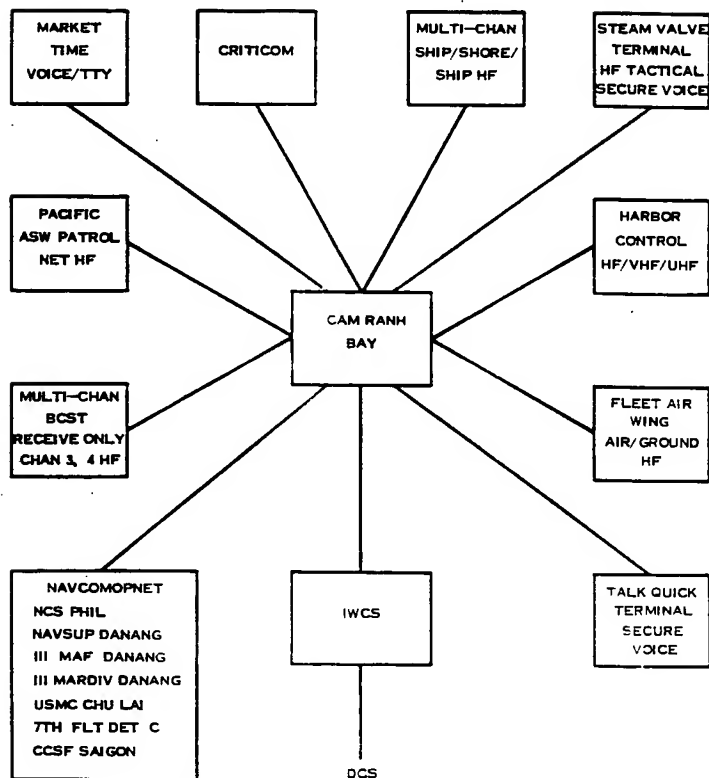 MARKET
TIME
VOICE/TTY
CRITICOM
MULTI-CHAN
SHIP/SHORE/
SHIP HF
STEAM VALVE
TERMINAL
HF TACTICAL
SECURE VOICE
PACIFIC
ASW PATROL
NET HF
HARBOR
CONTROL
HF/VHF/UHF
CAM RANH
BAY
MULTI-CHAN
BCST
RECEIVE ONLY
CHAN 3, 4 HF
FLEET AIR
WING
AIR/GROUND
HF
NAVCOMOPNET
NCS PHIL
NAVSUP DANANG
III MAF DANANG
III MARDIV DANANG
USMC CHU LAI
7TH FLT DET C
CCSF SAIGON
IWCS
TALK QUICK
TERMINAL
SECURE
VOICE
DCS